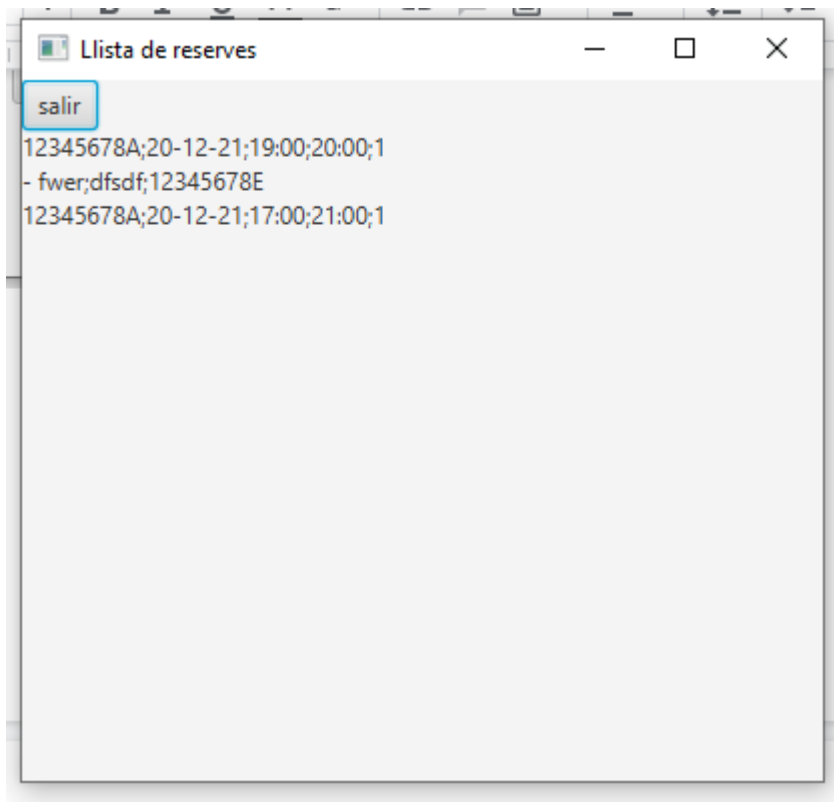 Llista de reserves
salir
12345678A;20-12-21;19:00;20:00;1
- fwer;dfsdf;12345678E
12345678A;20-12-21;17:00;21:00;1